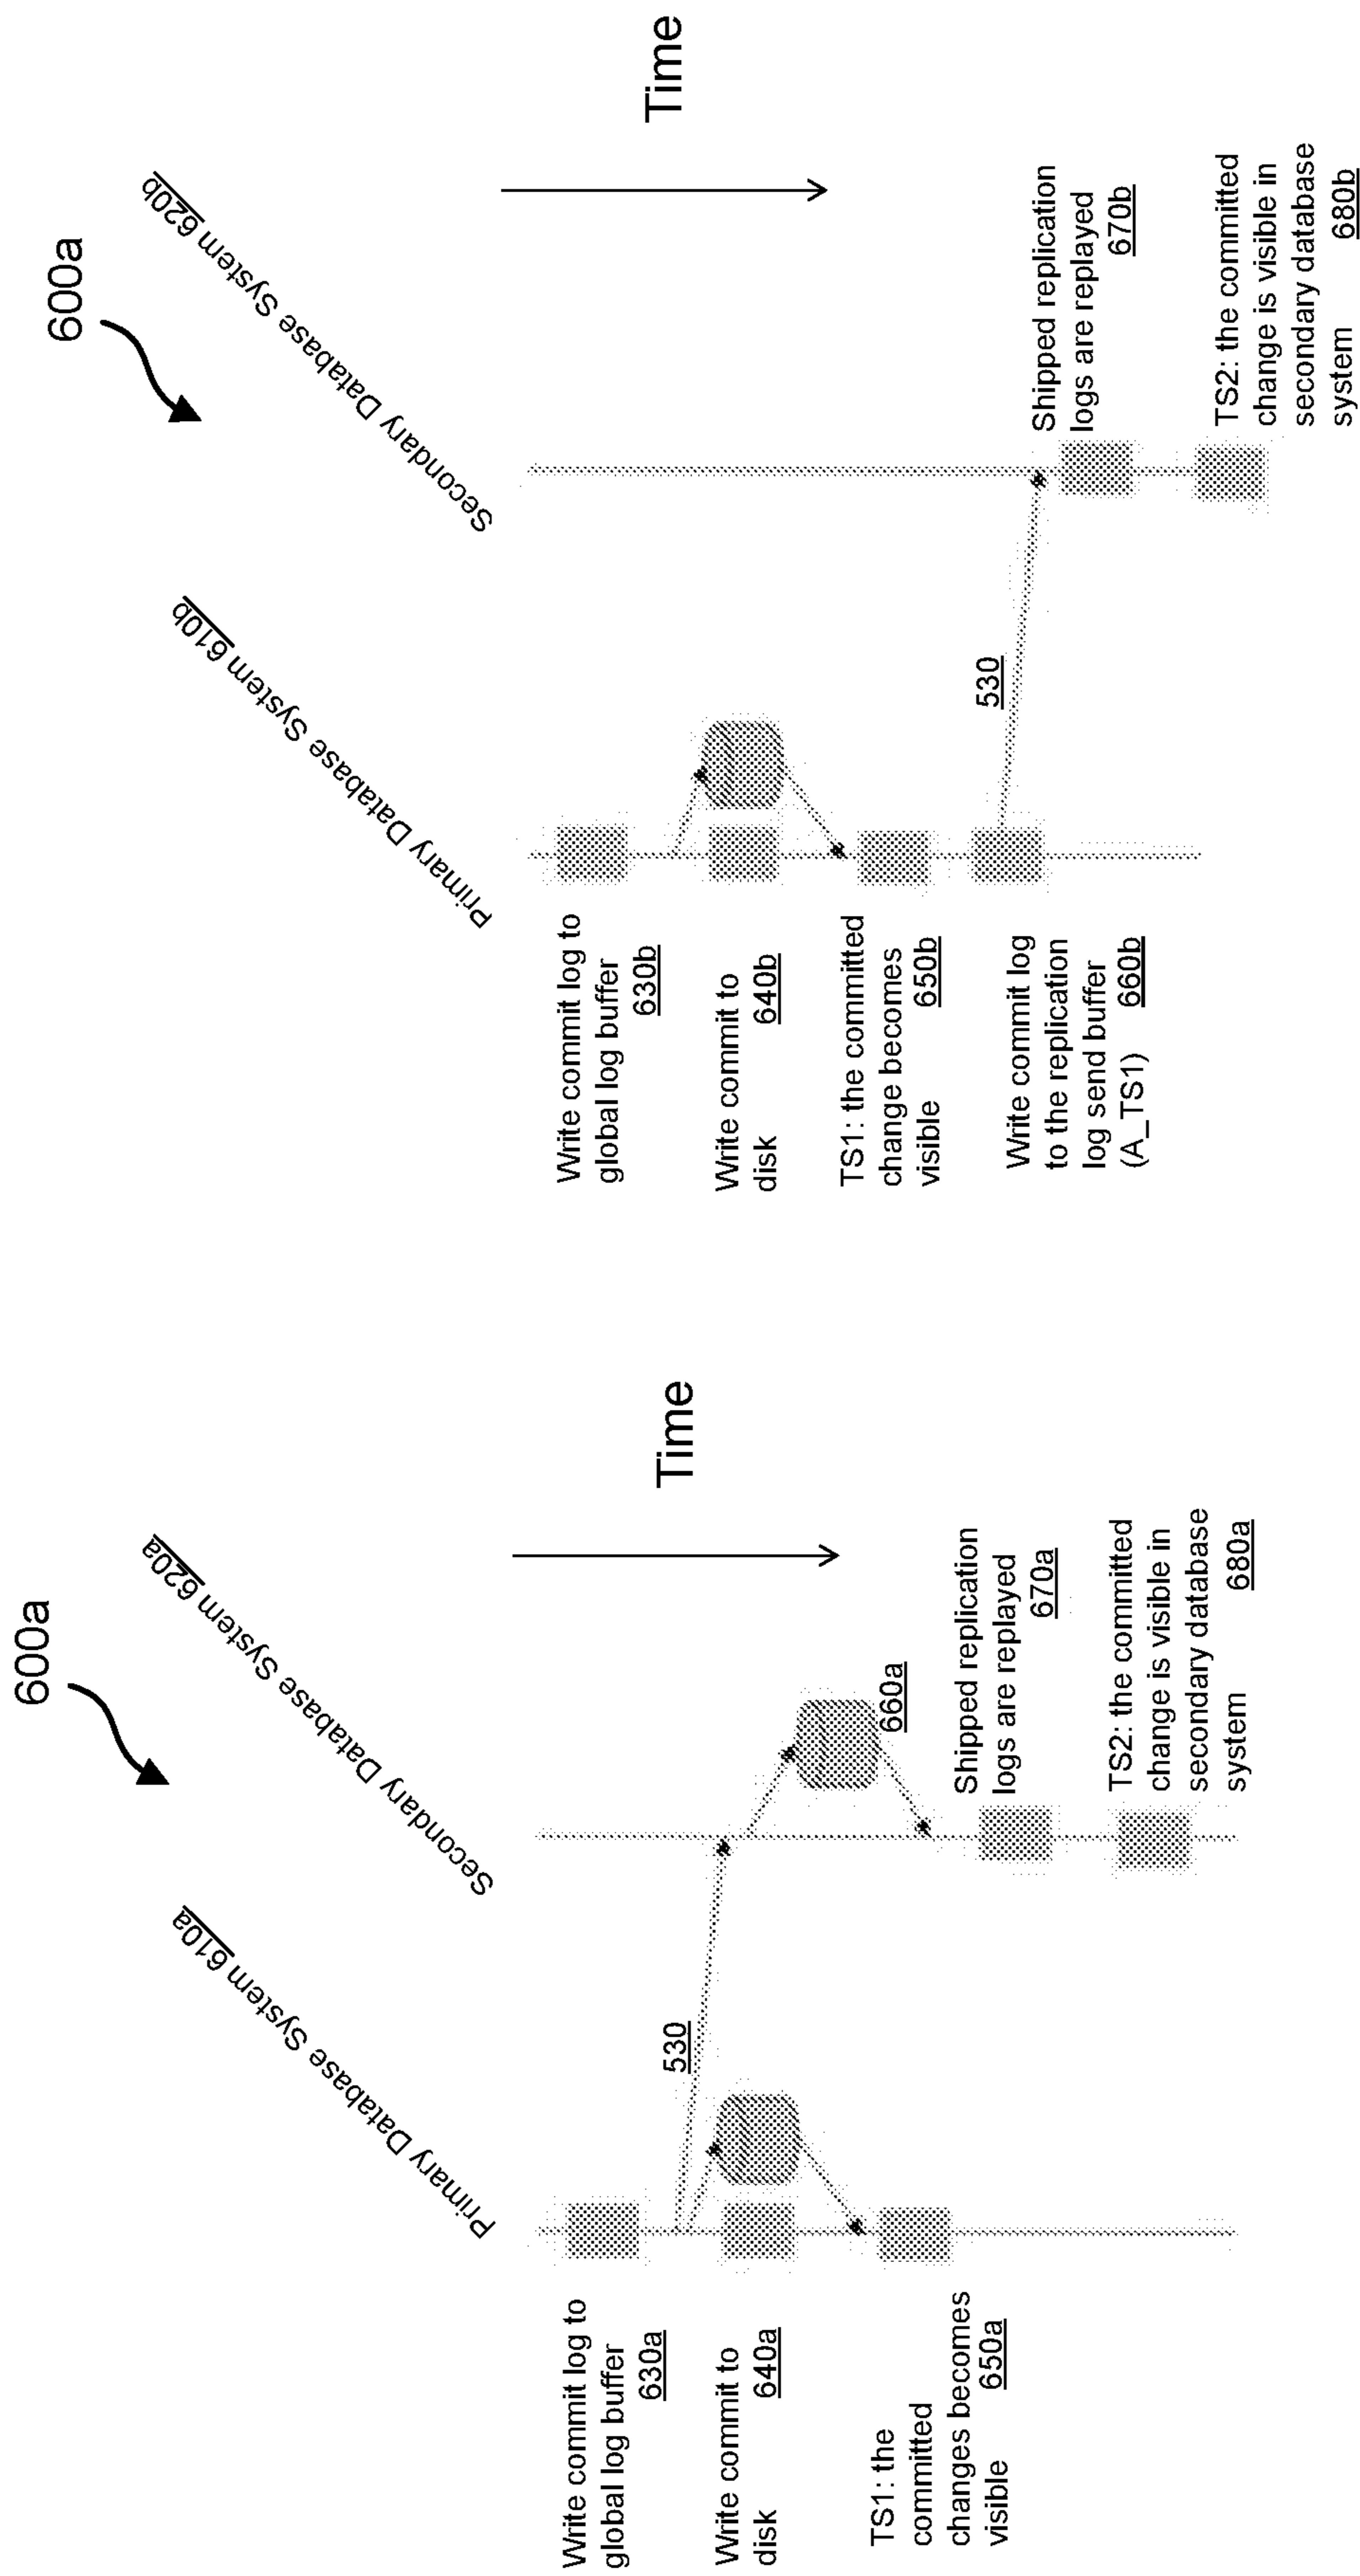 600a
Primary Database System 610a
Secondary Database System 620a
Time
Write commit log to
global log buffer
630a
530
Write commit to
disk
640a
660a
TS1: the
committed
changes becomes
visible
650a
Shipped replication
logs are replayed
670a
TS2: the committed
change is visible in
secondary database
system
680a
600a
Primary Database System 610b
Secondary Database System 620b
Time
Write commit log to
global log buffer
630b
Write commit to
disk
640b
TS1: the committed
change becomes
visible
650b
Write commit log
to the replication
log send buffer
(A_TS1)
660b
530
Shipped replication
logs are replayed
670b
TS2: the committed
change is visible in
secondary database
system
680b